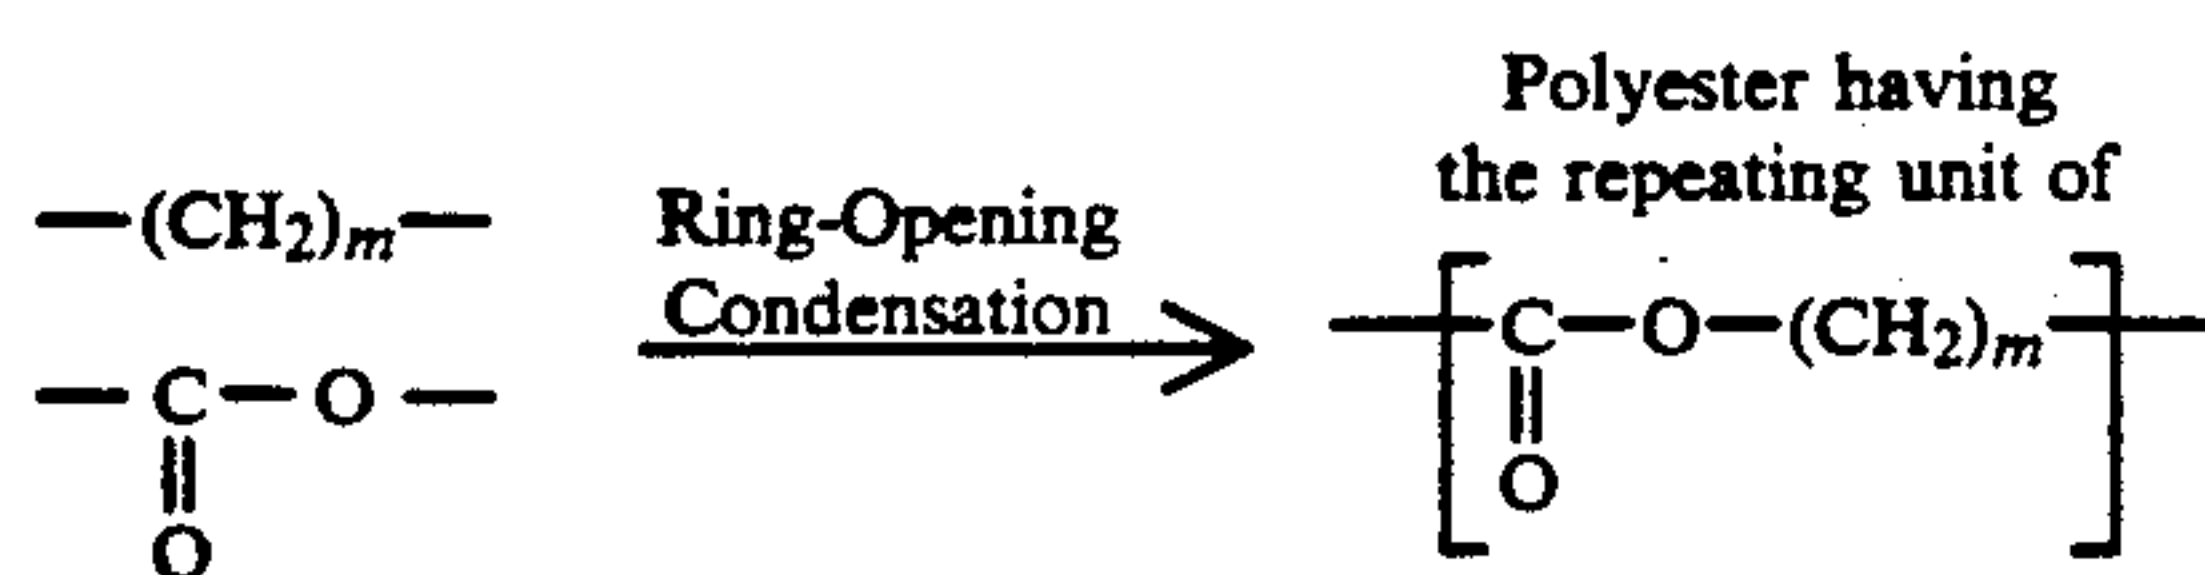 Polyester having
the repeating unit of
—(CH₂)ₘ—
Ring-Opening
Condensation
—C—O—
O
—[C—O—(CH₂)ₘ]—
O